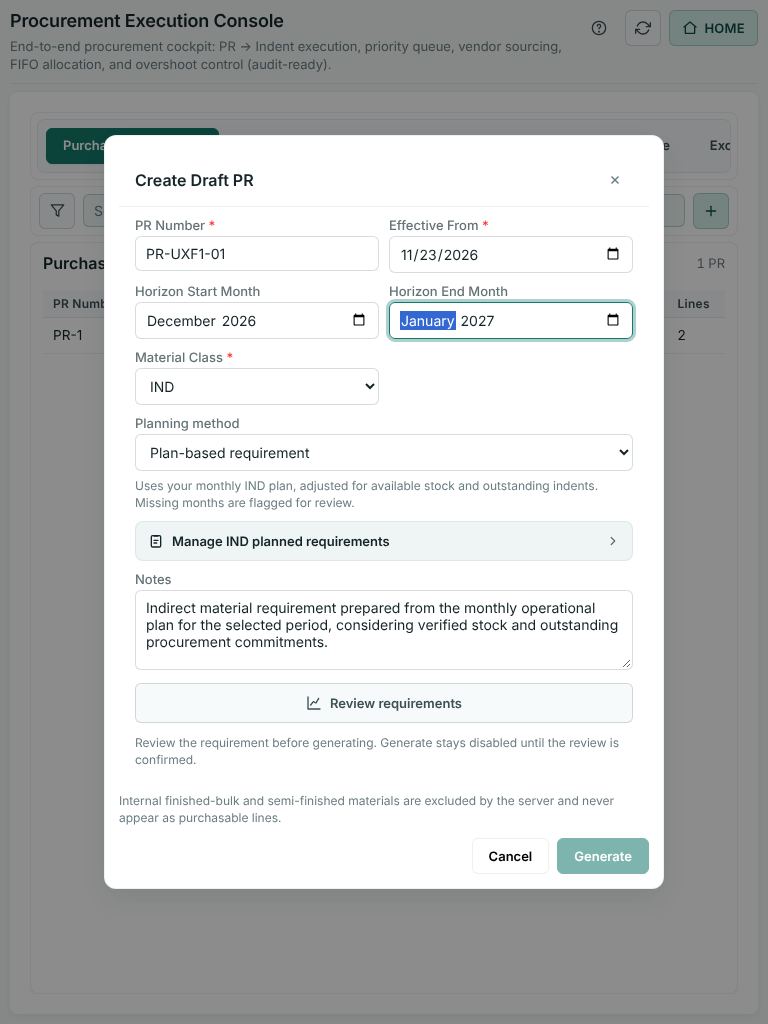 Procurement Execution Console
End-to-end procurement cockpit: PR → Indent execution, priority queue, vendor sourcing,
FIFO allocation, and overshoot control (audit-ready).
HOME
Create Draft PR
×
PR Number *
Effective From *
PR-UXF1-01
11/23/2026
Horizon Start Month
Horizon End Month
December 2026
January 2027
Material Class *
IND
Planning method
Plan-based requirement
Uses your monthly IND plan, adjusted for available stock and outstanding indents.
Missing months are flagged for review.
Manage IND planned requirements
Notes
Indirect material requirement prepared from the monthly operational
plan for the selected period, considering verified stock and outstanding
procurement commitments.
Review requirements
Review the requirement before generating. Generate stays disabled until the review is
confirmed.
Internal finished-bulk and semi-finished materials are excluded by the server and never
appear as purchasable lines.
Cancel
Generate
1 PR
Lines
PR-1
2